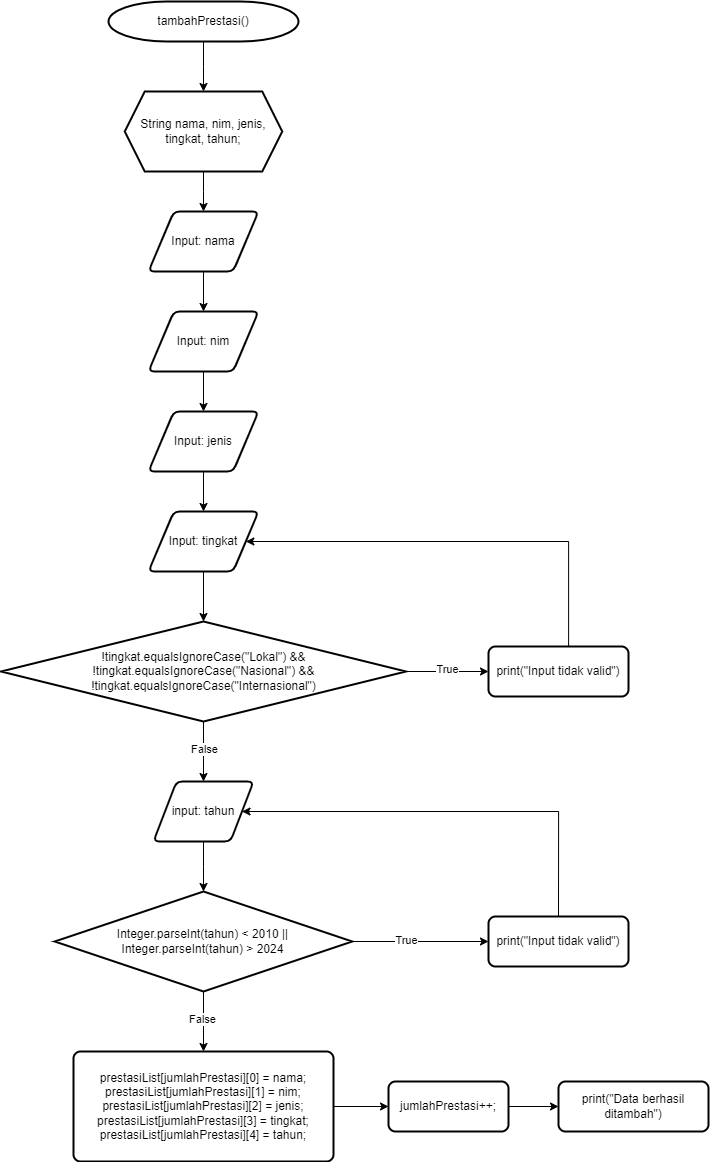 tambahPrestasi()
String nama, nim, jenis,
tingkat, tahun;
Input: nama
Input: nim
Input: jenis
Input: tingkat
!tingkat.equalsIgnoreCase("Lokal") &&
!tingkat.equalsIgnoreCase("Nasional") &&
!tingkat.equalsIgnoreCase("Internasional")
True
print("Input tidak valid")
False
input: tahun
Integer.parseInt(tahun) < 2010 ||
Integer.parseInt(tahun) > 2024
True
print("Input tidak valid")
False
prestasiList[jumlahPrestasi][0] = nama;
prestasiList[jumlahPrestasi][1] = nim;
prestasiList[jumlahPrestasi][2] = jenis;
prestasiList[jumlahPrestasi][3] = tingkat;
prestasiList[jumlahPrestasi][4] = tahun;
jumlahPrestasi++;
print("Data berhasil
ditambah")